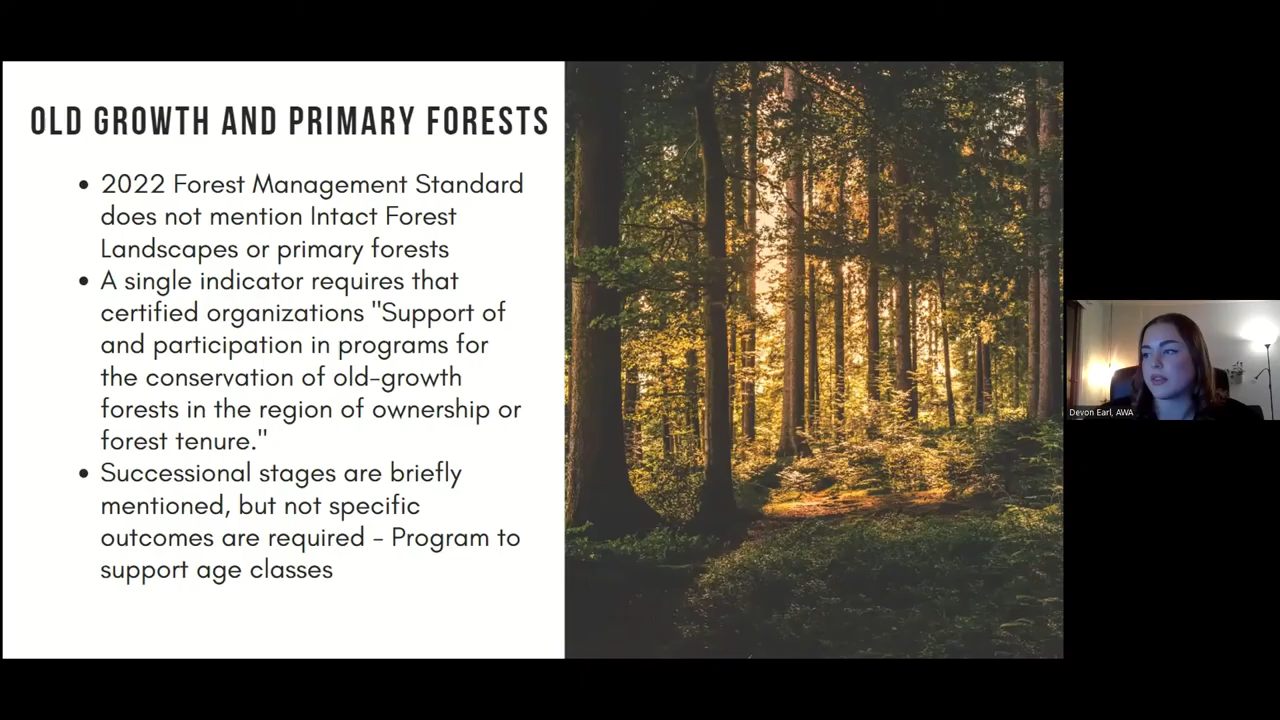 OLD GROWTH AND PRIMARY FORESTS
• 2022 Forest Management Standard
does not mention Intact Forest
Landscapes or primary forests
• A single indicator requires that
certified organizations "Support of
and participation in programs for
the conservation of old-growth
forests in the region of ownership or
forest tenure."
• Successional stages are briefly
mentioned, but not specific
outcomes are required - Program to
support age classes
Devon Earl, AWA